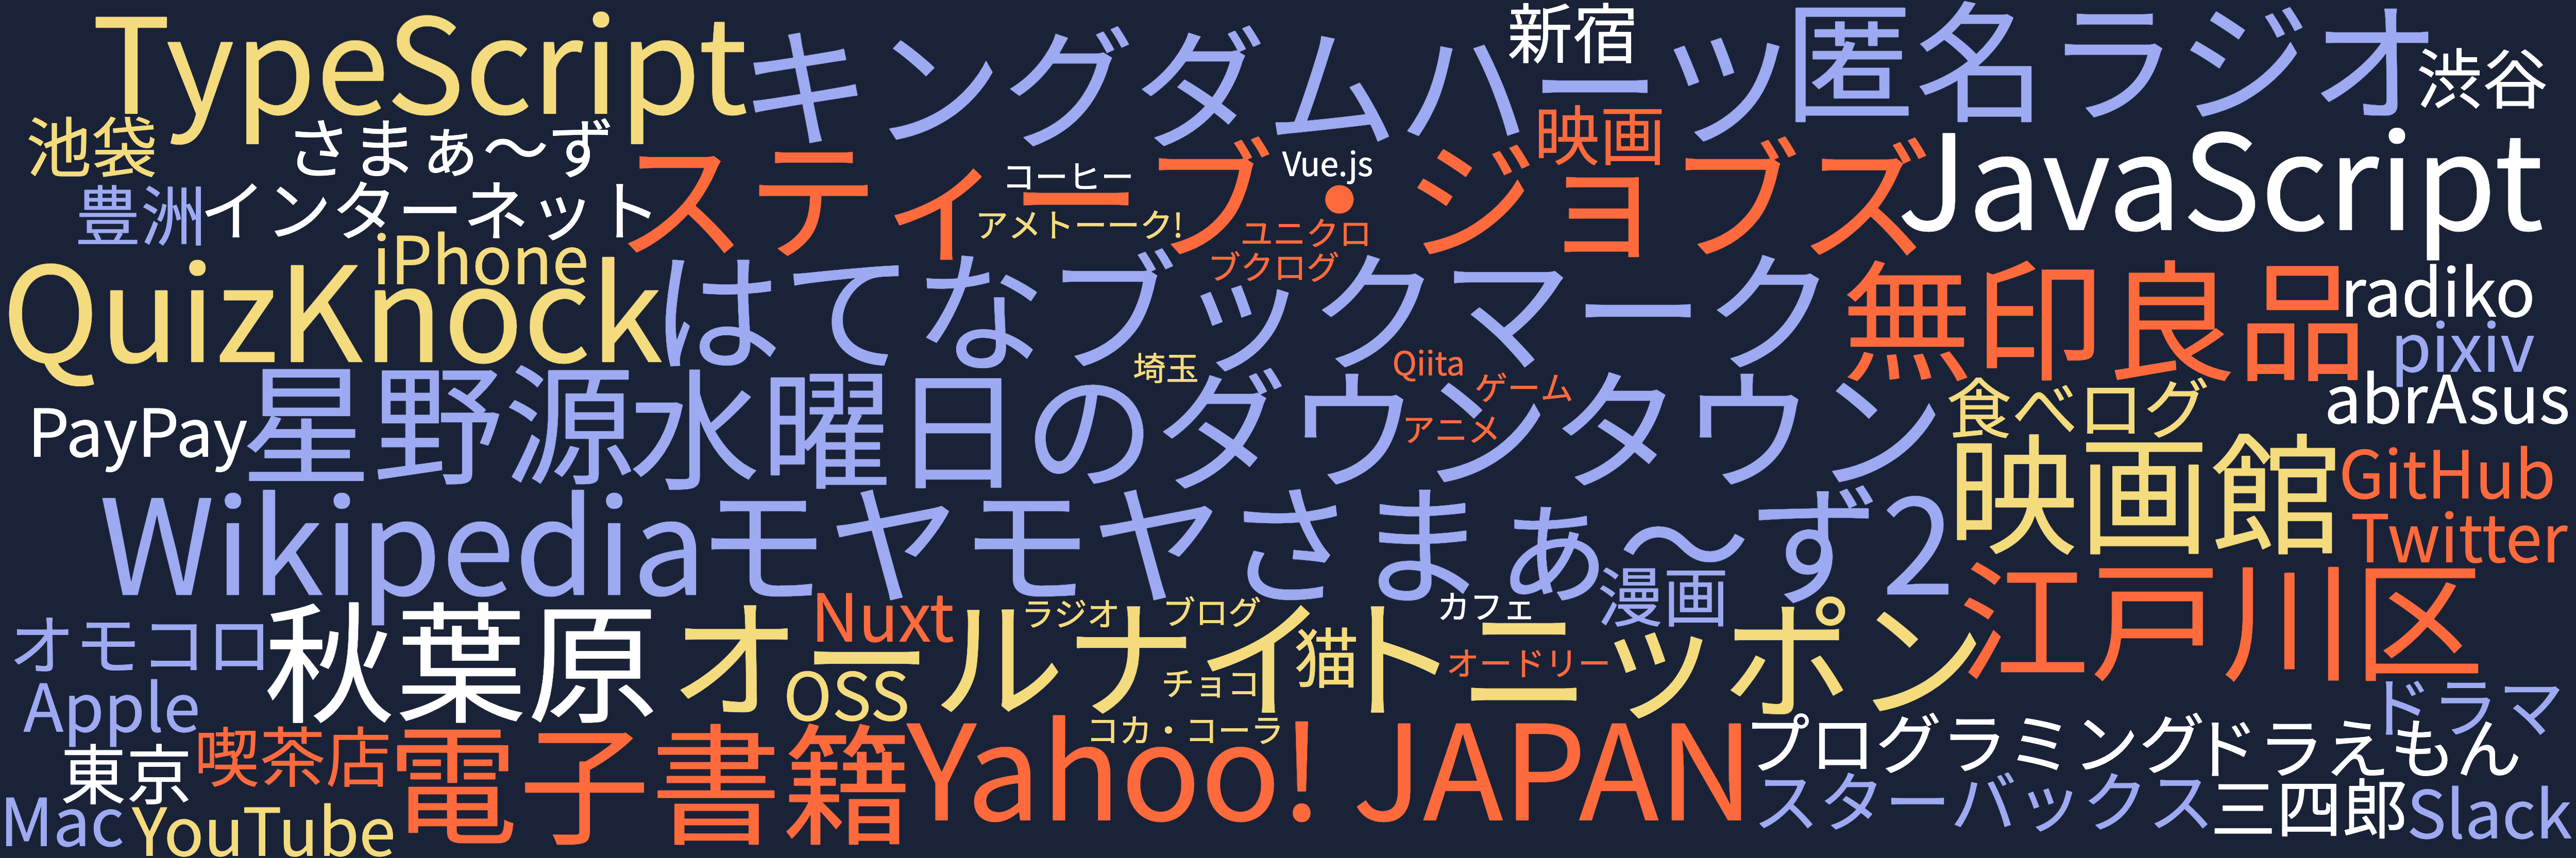 TypeScript
キングダムハーツ
新宿
匿名ラジオ
渋谷
池袋
さまぁ〜ず
スティーブ・ジョブズ
コーヒー
Vue.js
映画
JavaScript
豊洲
インターネット
アメトーーク!
ユニクロ
iPhone
ブクログ
QuizKnock
はてなブックマーク
無印良品
radiko
pixiv
埼玉
Qiita
ゲーム
アニメ
PayPay
星野源
水曜日のダウンタウン
食べログ
abrAsus
映画館
GitHub
Twitter
Wikipedia
モヤモヤさまぁ〜ず2
漫画
江戸川区
オモコロ
秋葉原
オールナイトニッポン
Nuxt
ラジオ
ブログ
カフェ
猫
オードリー
OSS
チョコ
Apple
ドラマ
コカ・コーラ
東京
喫茶店
電子書籍
Yahoo! JAPAN
プログラミング
ドラえもん
Mac
YouTube
スターバックス
三四郎
Slack